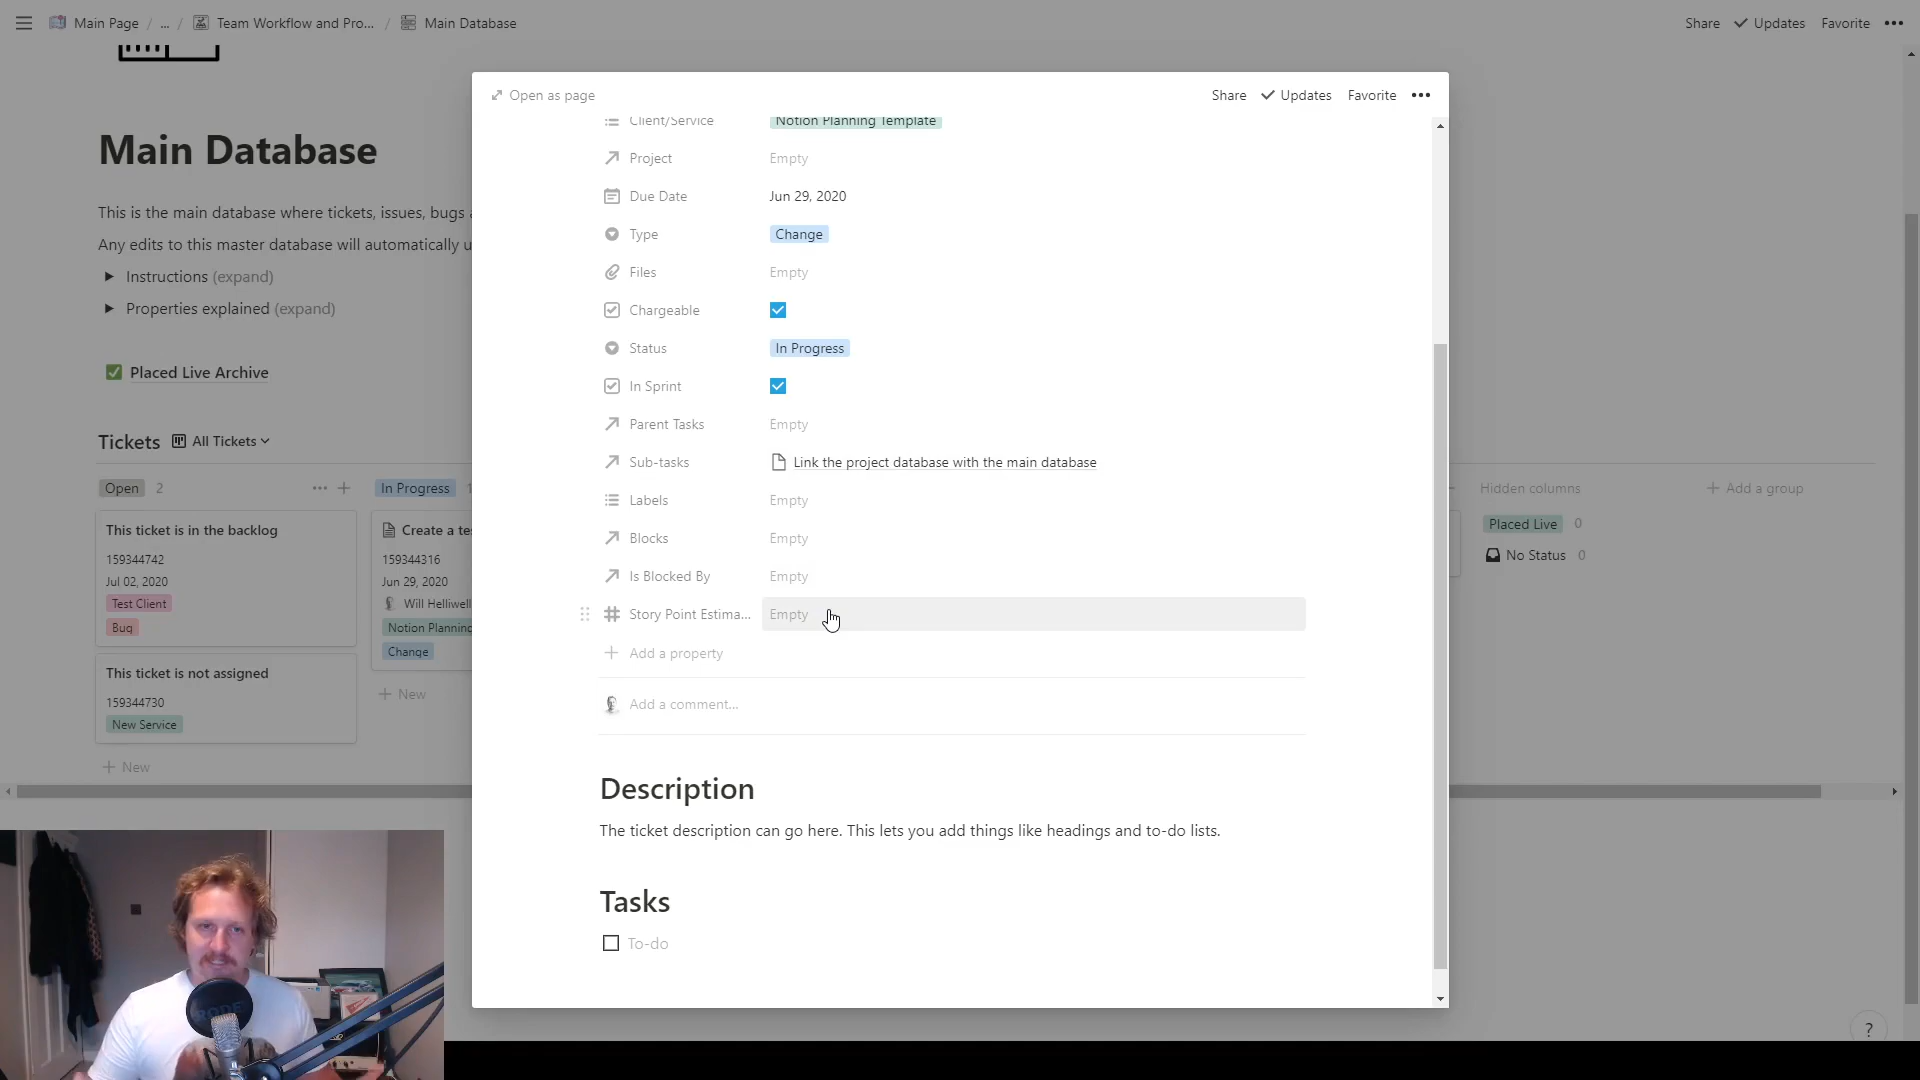 Main Page / ... / Team Workflow and Pro... / Main Database
Share Updates Favorite
Main Database
This is the main database where tickets, issues, bugs
Any edits to this master database will automatically
Instructions (expand)
Properties explained (expand)
Placed Live Archive
Tickets All Tickets
Open 2
This ticket is in the backlog
159344742
Jul 02, 2020
Test Client
Bug
This ticket is not assigned
159344730
New Service
New
In Progress 1
Create a te
159344316
Jun 29, 2020
Will Helliwell
Notion Planning
Change
New
Open as page
Share Updates Favorite
Client/Service Notion Planning Template
Project Empty
Due Date Jun 29, 2020
Type Change
Files Empty
Chargeable
Status In Progress
In Sprint
Parent Tasks Empty
Sub-tasks Link the project database with the main database
Labels Empty
Blocks Empty
Is Blocked By Empty
Story Point Estima... Empty
Add a property
Add a comment...
Description
The ticket description can go here. This lets you add things like headings and to-do lists.
Tasks
To-do
Hidden columns
Add a group
Placed Live 0
No Status 0
?
RODE